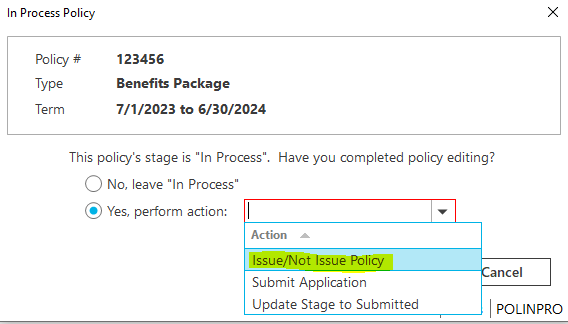 In Process Policy
Policy # 123456
Type Benefits Package
Term 7/1/2023 to 6/30/2024
This policy's stage is "In Process". Have you completed policy editing?
No, leave "In Process"
Yes, perform action:
Action
Issue/Not Issue Policy
Submit Application
Update Stage to Submitted
Cancel
POLINPRO